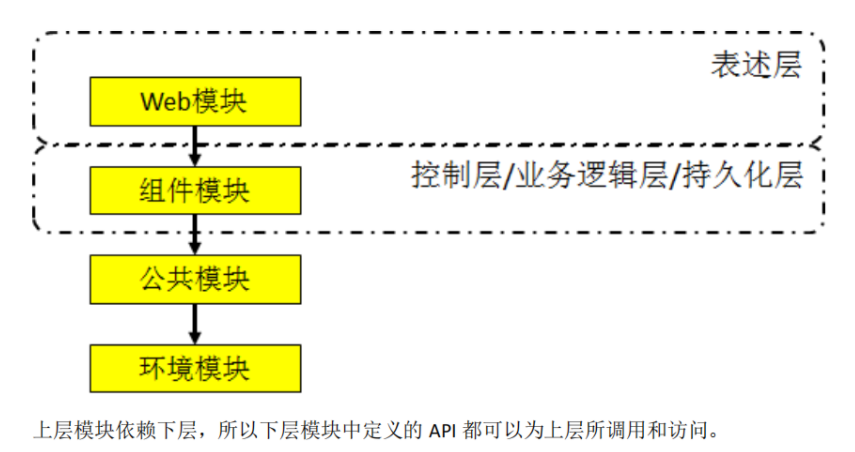 表述层
Web模块
控制层/业务逻辑层/持久化层
组件模块
公共模块
环境模块
上层模块依赖下层，所以下层模块中定义的 API 都可以为上层所调用和访问。